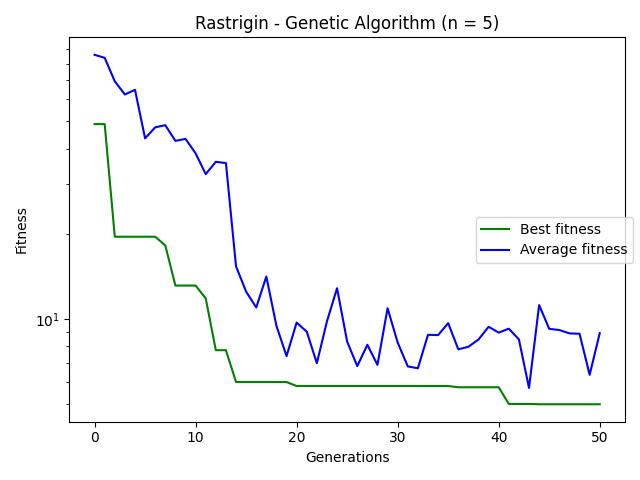 Rastrigin - Genetic Algorithm (n = 5)
Fitness
10¹
Best fitness
Average fitness
0 10 20 30 40 50
Generations